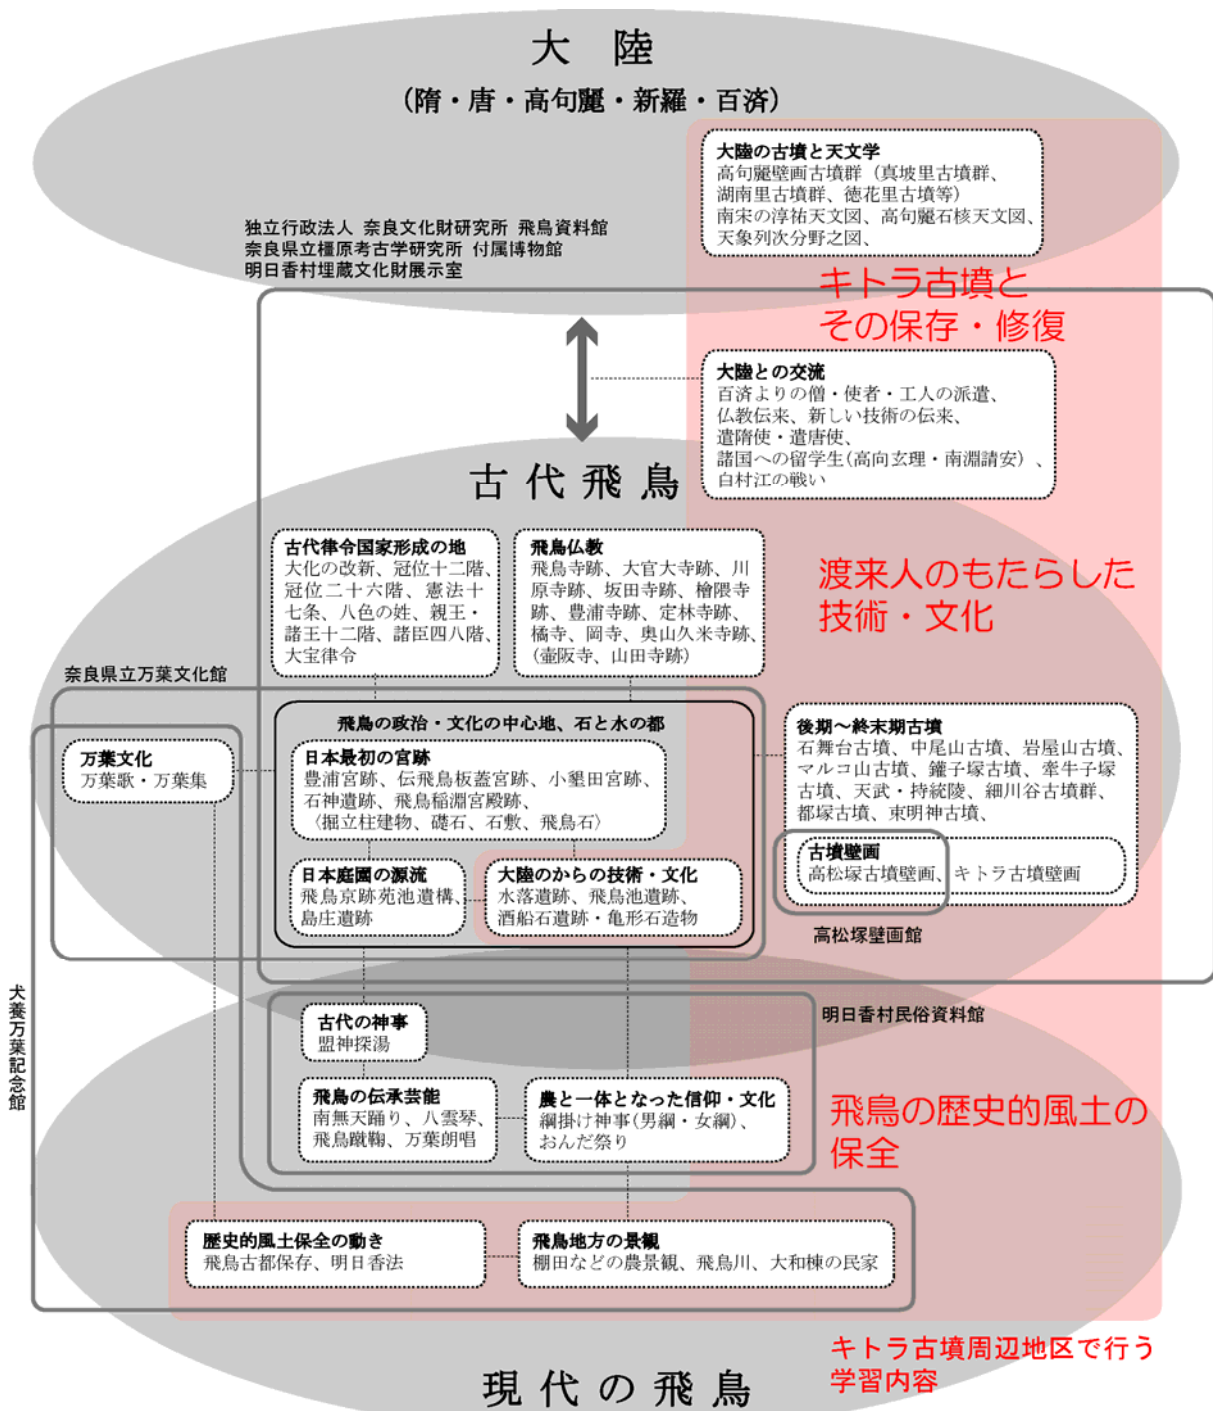 大 陸
（隋・唐・高句麗・新羅・百済）
大陸の古墳と天文学
高句麗壁画古墳群（真坡里古墳群、
湖南里古墳群、徳花里古墳等）
南宋の淳祐天文図、高句麗石核天文図、
天象列次分野之図、
独立行政法人 奈良文化財研究所 飛鳥資料館
奈良県立橿原考古学研究所 付属博物館
明日香村埋蔵文化財展示室
キトラ古墳と
その保存・修復
大陸との交流
百済よりの僧・使者・工人の派遣、
仏教伝来、新しい技術の伝来、
遣隋使・遣唐使、
諸国への留学生(高向玄理・南淵請安）、
白村江の戦い
古 代 飛 鳥
古代律令国家形成の地
大化の改新、冠位十二階、
冠位二十六階、憲法十
七条、八色の姓、親王・
諸王十二階、諸臣四八階、
大宝律令
飛鳥仏教
飛鳥寺跡、大官大寺跡、川
原寺跡、坂田寺跡、檜隈寺
跡、豊浦寺跡、定林寺跡、
橘寺、岡寺、奥山久米寺跡、
(壷阪寺、山田寺跡）
渡来人のもたらした
技術・文化
奈良県立万葉文化館
飛鳥の政治・文化の中心地、石と水の都
万葉文化
万葉歌・万葉集
日本最初の宮跡
豊浦宮跡、伝飛鳥板蓋宮跡、小墾田宮跡、
石神遺跡、飛鳥稲淵宮殿跡、
〈掘立柱建物、礎石、石敷、飛鳥石〉
後期～終末期古墳
石舞台古墳、中尾山古墳、岩屋山古墳、
マルコ山古墳、鑵子塚古墳、牽牛子塚
古墳、天武・持統陵、細川谷古墳群、
都塚古墳、束明神古墳、
古墳壁画
高松塚古墳壁画、キトラ古墳壁画
日本庭園の源流
飛鳥京跡苑池遺構、
島庄遺跡
大陸のからの技術・文化
水落遺跡、飛鳥池遺跡、
酒船石遺跡・亀形石造物
高松塚壁画館
犬養万葉記念館
明日香村民俗資料館
古代の神事
盟神探湯
飛鳥の伝承芸能
南無天踊り、八雲琴、
飛鳥蹴鞠、万葉朗唱
農と一体となった信仰・文化
綱掛け神事(男綱・女綱）、
おんだ祭り
飛鳥の歴史的風土の
保全
歴史的風土保全の動き
飛鳥古都保存、明日香法
飛鳥地方の景観
棚田などの農景観、飛鳥川、大和棟の民家
キトラ古墳周辺地区で行う
学習内容
現 代 の 飛 鳥